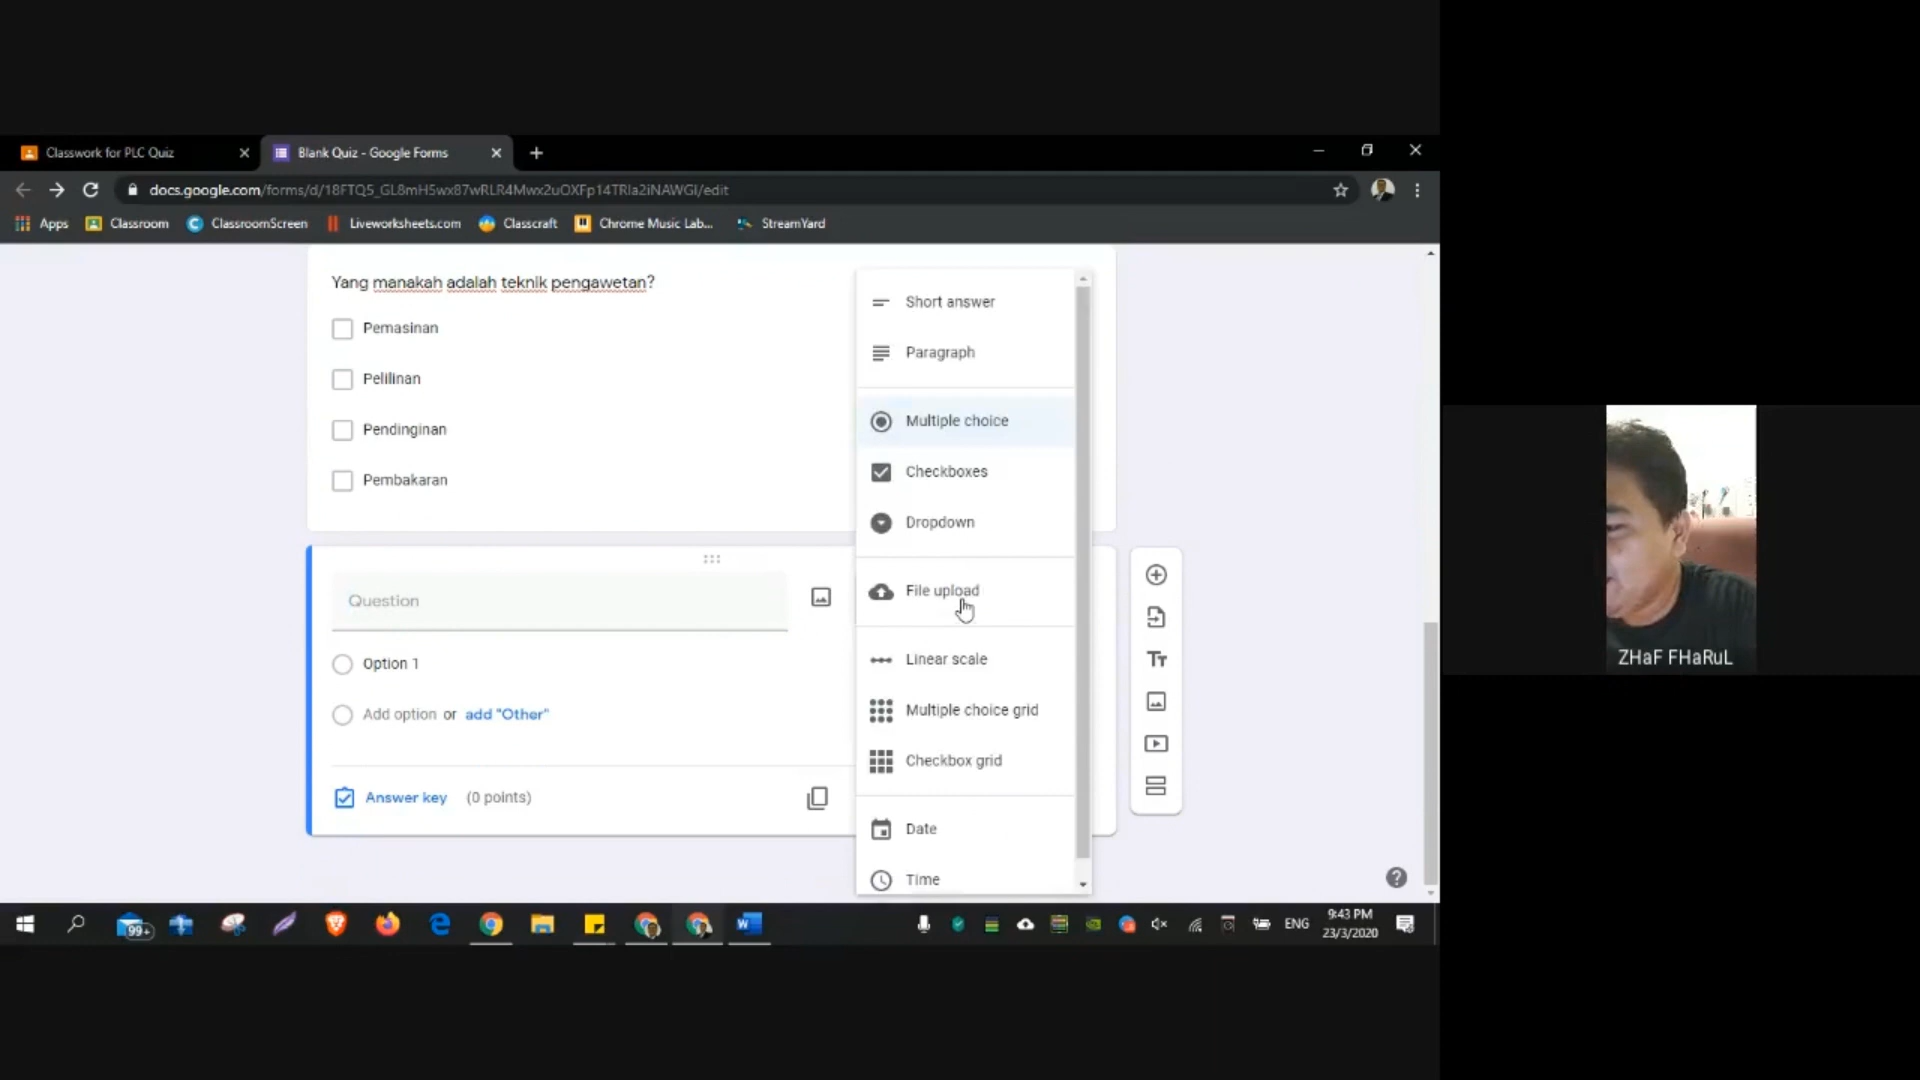 Classwork for PLC Quiz
Blank Quiz - Google Forms
docs.google.com/forms/d/18FTQ5_GL8mH5wx87wRLR4Mwx2uOXFp14TRla2iNAWGI/edit
Apps
Classroom
ClassroomScreen
Liveworksheets.com
Classcraft
Chrome Music Lab...
StreamYard
Yang manakah adalah teknik pengawetan?
Pemasinan
Pelilinan
Pendinginan
Pembakaran
Short answer
Paragraph
Multiple choice
Checkboxes
Dropdown
File upload
Linear scale
Multiple choice grid
Checkbox grid
Date
Time
Question
Option 1
Add option or add "Other"
Answer key (0 points)
ZHaF FHaRuL
99+
ENG
9:43 PM
23/3/2020